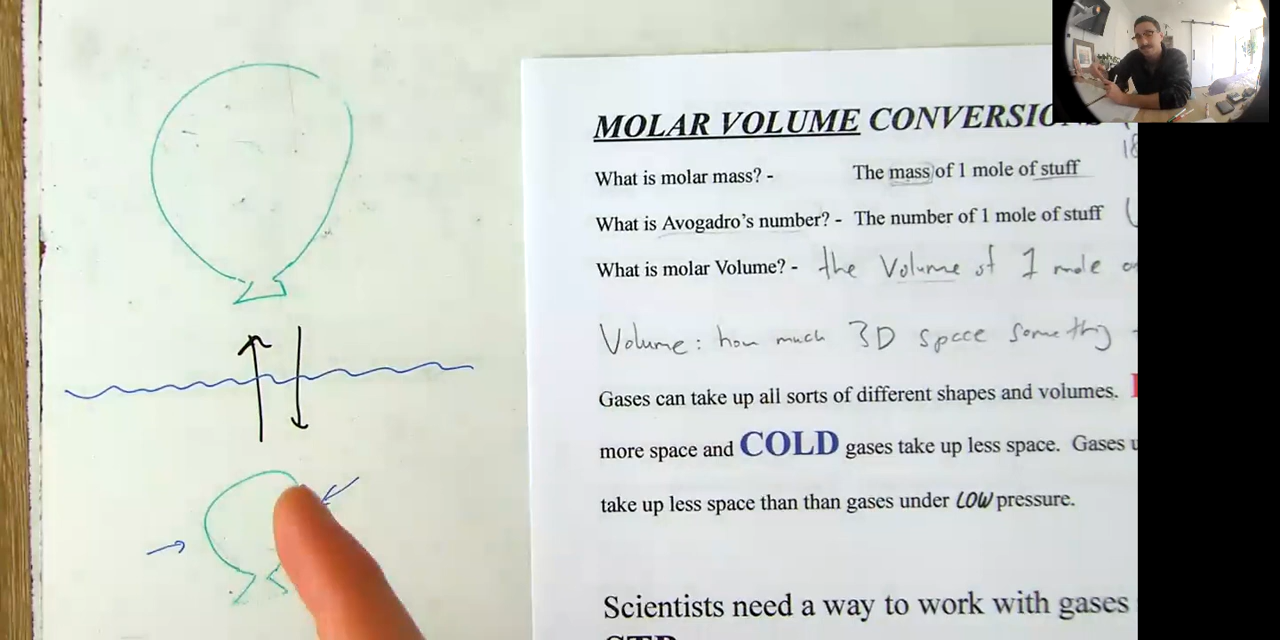 MOLAR VOLUME CONVERSION
What is molar mass? - The mass of 1 mole of stuff
What is Avogadro's number? - The number of 1 mole of stuff
What is molar Volume? - the Volume of 1 mole
Volume: how much 3D space somethig
Gases can take up all sorts of different shapes and volumes.
more space and COLD gases take up less space. Gases
take up less space than than gases under LOW pressure.
Scientists need a way to work with gases
STP